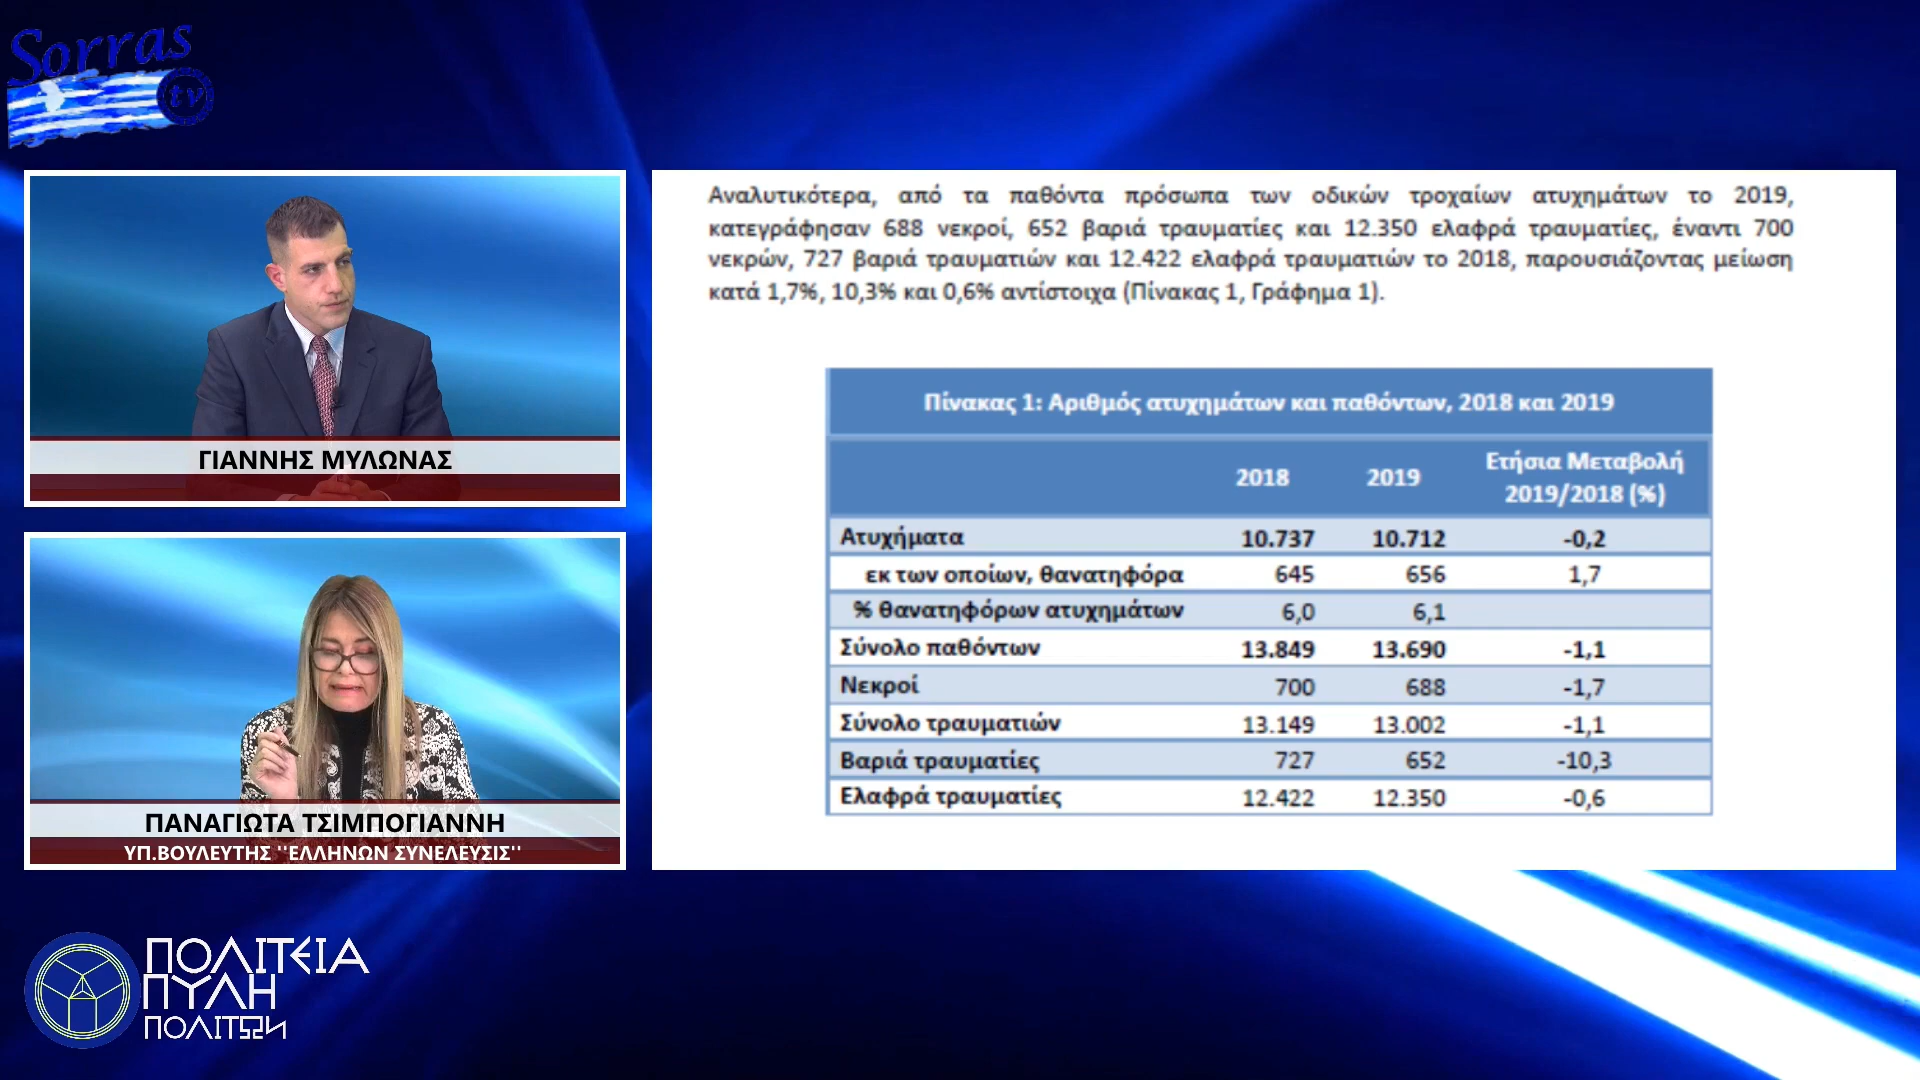 Sorras
tv
ΓΙΑΝΝΗΣ ΜΥΛΩΝΑΣ
ΠΑΝΑΓΙΩΤΑ ΤΣΙΜΠΟΓΙΑΝΝΗ
ΥΠ.ΒΟΥΛΕΥΤΗΣ ''ΕΛΛΗΝΩΝ ΣΥΝΕΛΕΥΣΙΣ''
ΠΟΛΙΤΕΙΑ
ΠΥΛΗ
ΠΟΛΙΤΩΝ
Αναλυτικότερα, από τα παθόντα πρόσωπα των οδικών τροχαίων ατυχημάτων το 2019,
κατεγράφησαν 688 νεκροί, 652 βαριά τραυματίες και 12.350 ελαφρά τραυματίες, έναντι 700
νεκρών, 727 βαριά τραυματιών και 12.422 ελαφρά τραυματιών το 2018, παρουσιάζοντας μείωση
κατά 1,7%, 10,3% και 0,6% αντίστοιχα (Πίνακας 1, Γράφημα 1).
Πίνακας 1: Αριθμός ατυχημάτων και παθόντων, 2018 και 2019
2018 2019 Ετήσια Μεταβολή
2019/2018 (%)
Ατυχήματα 10.737 10.712 -0,2
εκ των οποίων, θανατηφόρα 645 656 1,7
% θανατηφόρων ατυχημάτων 6,0 6,1
Σύνολο παθόντων 13.849 13.690 -1,1
Νεκροί 700 688 -1,7
Σύνολο τραυματιών 13.149 13.002 -1,1
Βαριά τραυματίες 727 652 -10,3
Ελαφρά τραυματίες 12.422 12.350 -0,6